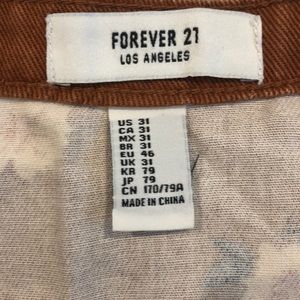 FOREVER 21
LOS ANGELES
US 31
CA 31
MX 31
BR 31
EU 46
UK 31
KR 79
JP 79
CN 170/79A
MADE IN CHINA